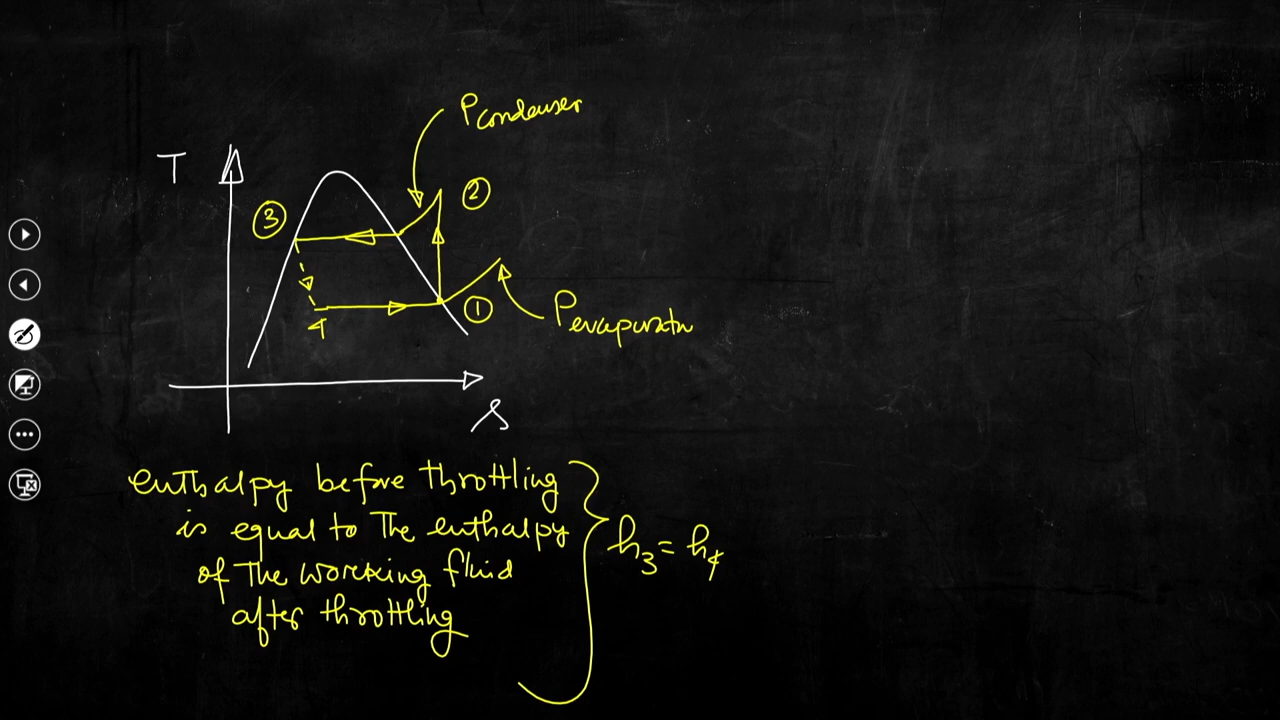 Pcondenser
T
②
③
①
4
Pevaporator
s
enthalpy before throttling
is equal to the enthalpy
of the working fluid
after throttling
h3 = h4